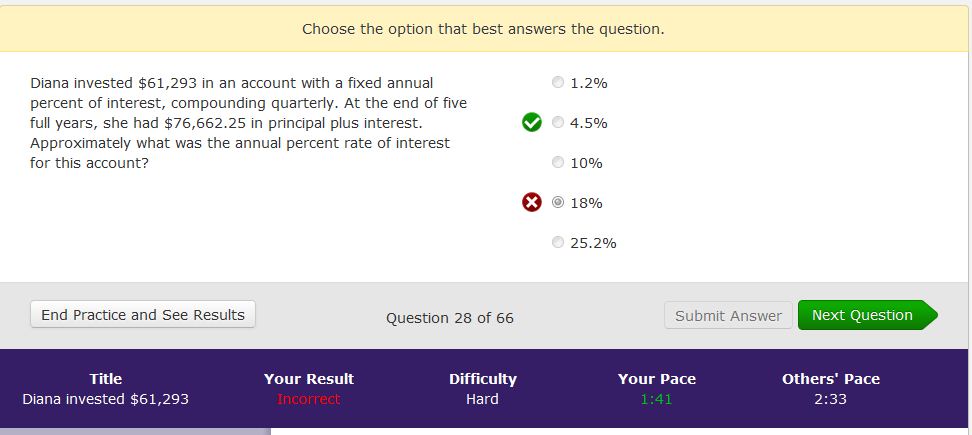 Choose the option that best answers the question.
Diana invested $61,293 in an account with a fixed annual
percent of interest, compounding quarterly. At the end of five
full years, she had $76,662.25 in principal plus interest.
Approximately what was the annual percent rate of interest
for this account?
1.2%
4.5%
10%
18%
25.2%
End Practice and See Results
Question 28 of 66
Submit Answer
Next Question
Title
Your Result
Difficulty
Your Pace
Others' Pace
Diana invested $61,293
Incorrect
Hard
1:41
2:33